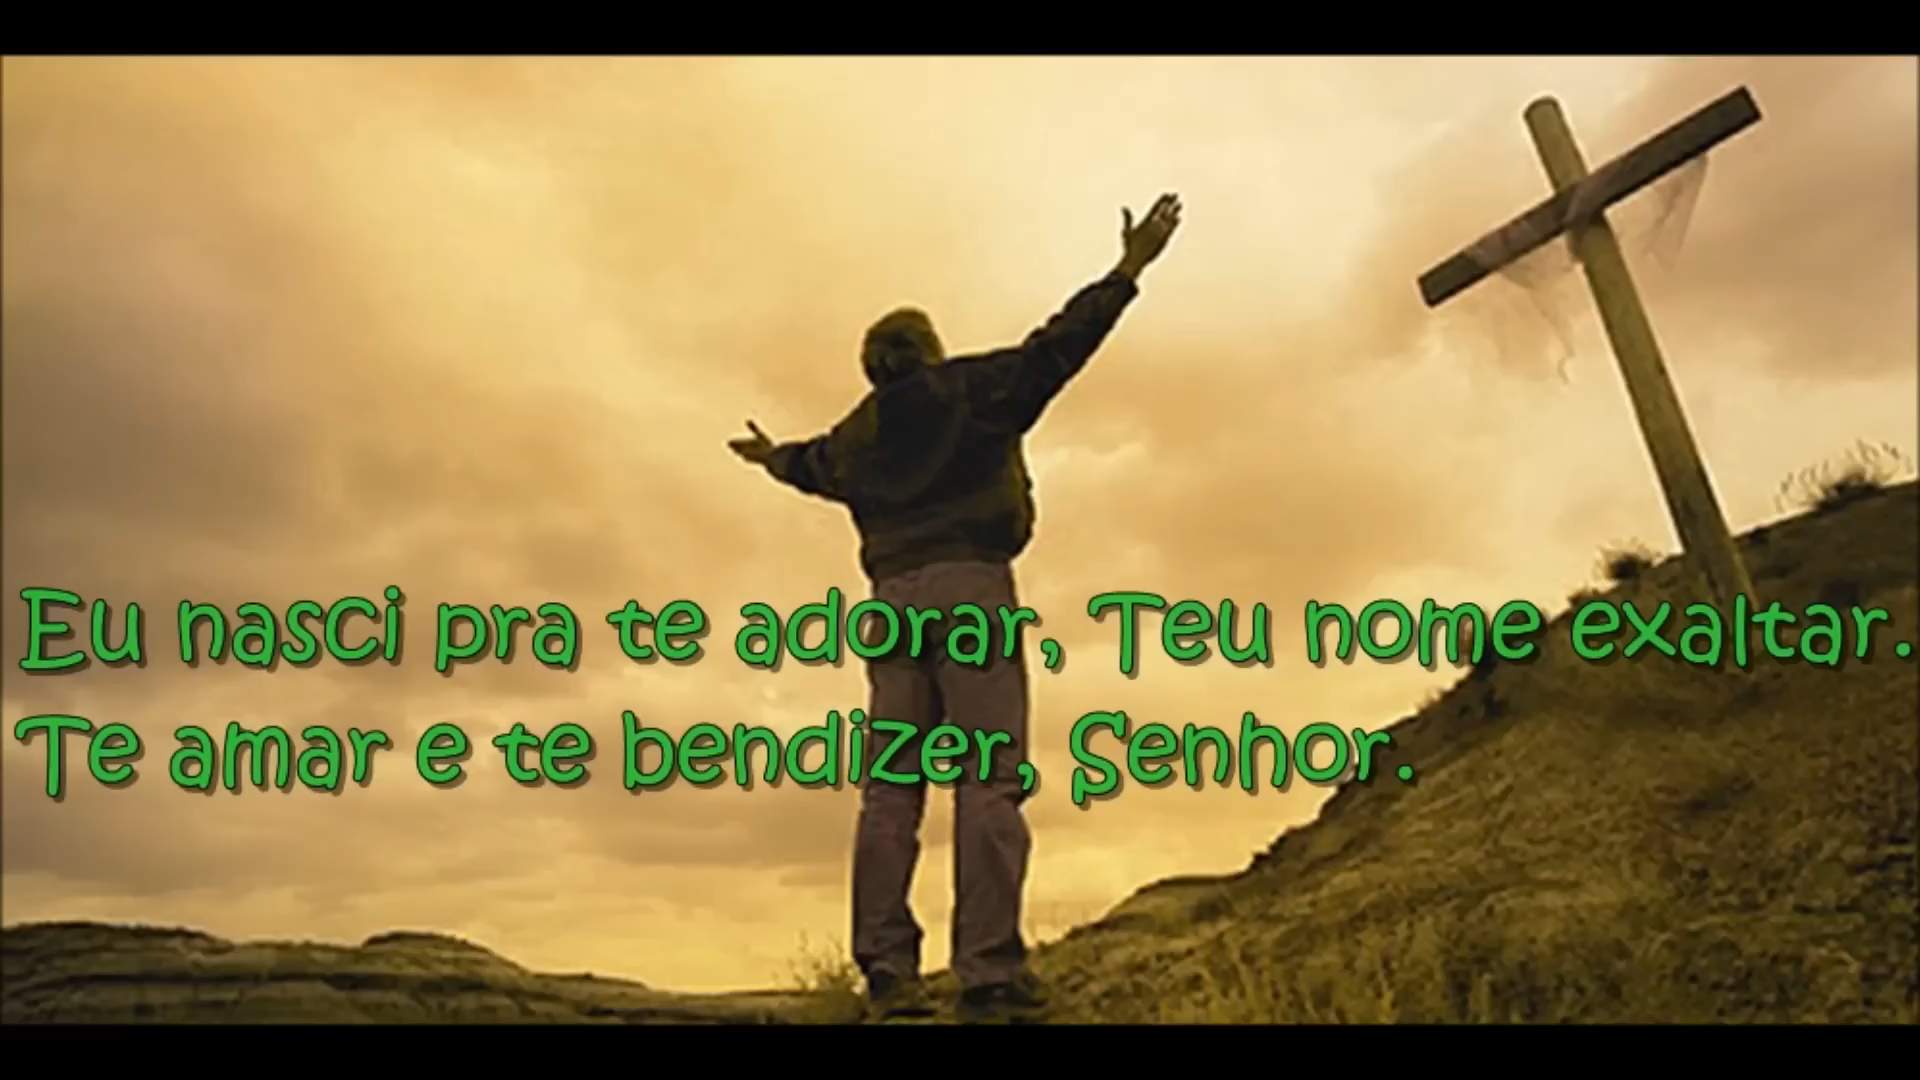 Eu nasci pra te adorar, Teu nome exaltar.
Te amar e te bendizer, Senhor.